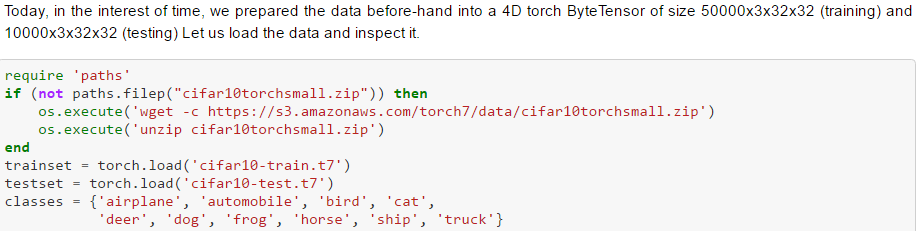 Today, in the interest of time, we prepared the data before-hand into a 4D torch ByteTensor of size 50000x3x32x32 (training) and
10000x3x32x32 (testing) Let us load the data and inspect it.
require 'paths'
if (not paths.filep("cifar10torchsmall.zip")) then
    os.execute('wget -c https://s3.amazonaws.com/torch7/data/cifar10torchsmall.zip')
    os.execute('unzip cifar10torchsmall.zip')
end
trainset = torch.load('cifar10-train.t7')
testset = torch.load('cifar10-test.t7')
classes = {'airplane', 'automobile', 'bird', 'cat',
           'deer', 'dog', 'frog', 'horse', 'ship', 'truck'}